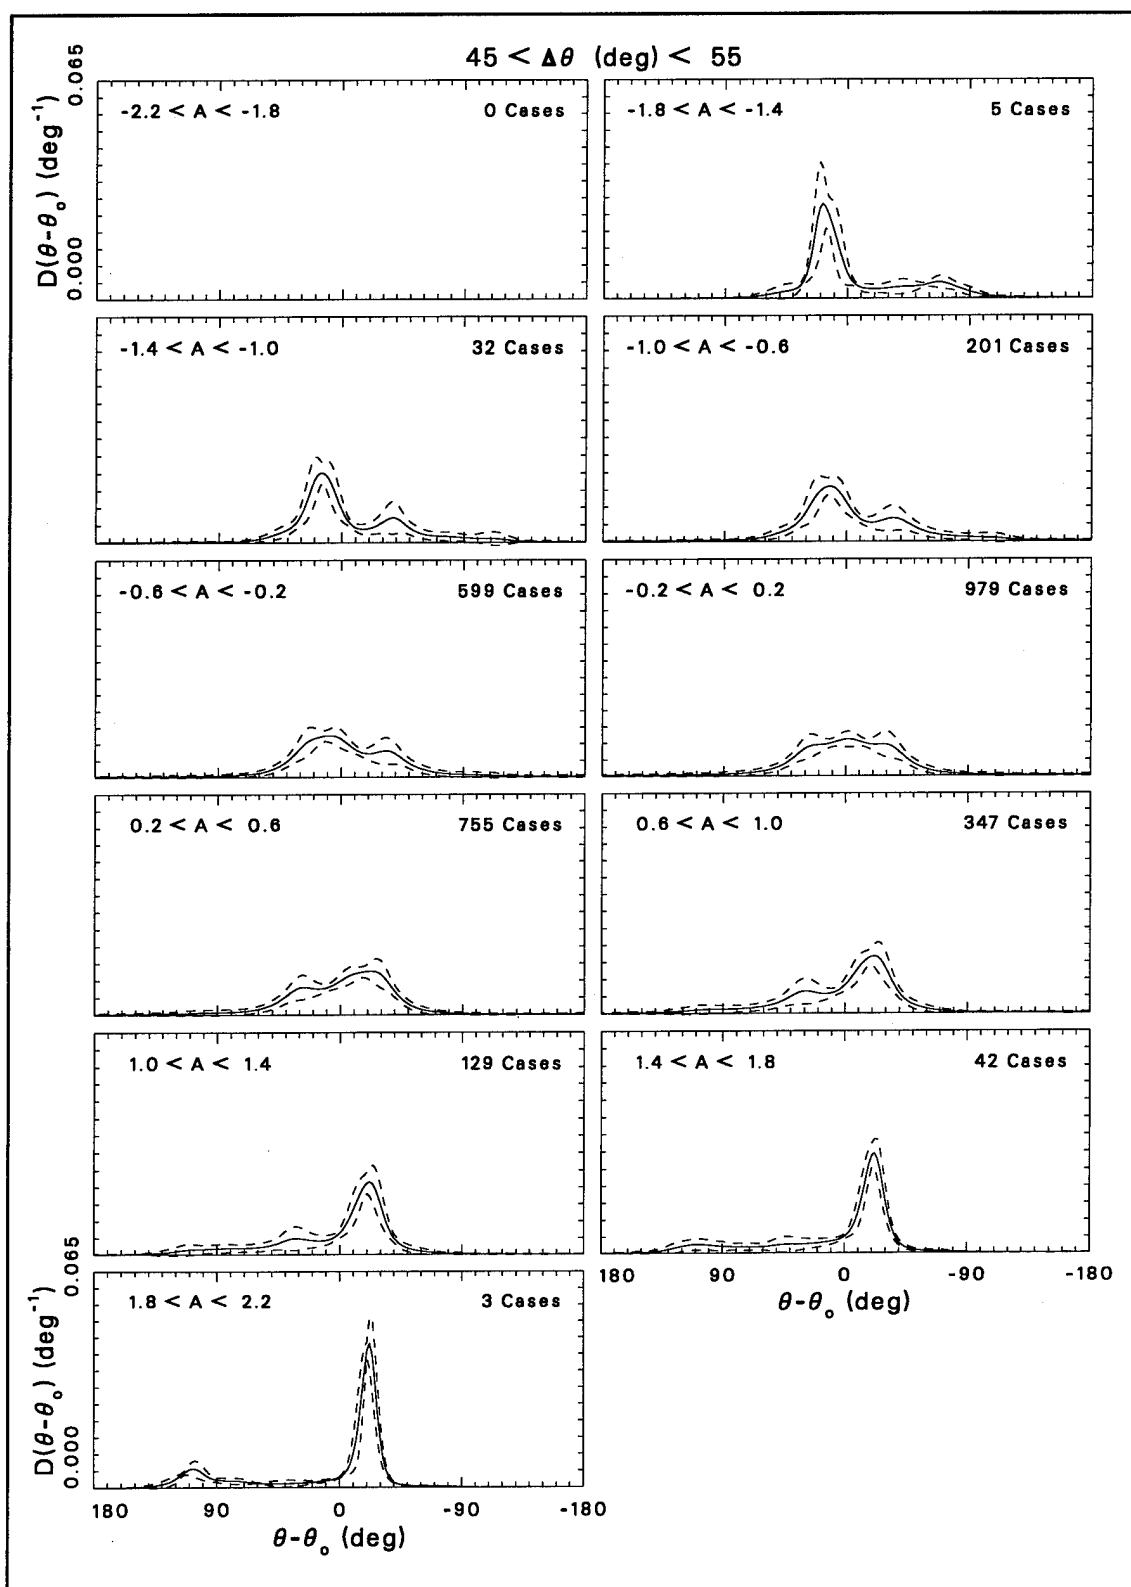 45 < Δθ (deg) < 55
D(θ-θo) (deg⁻¹)
0.065
0.000
-2.2 < A < -1.8 0 Cases
-1.8 < A < -1.4 5 Cases
-1.4 < A < -1.0 32 Cases
-1.0 < A < -0.6 201 Cases
-0.6 < A < -0.2 599 Cases
-0.2 < A < 0.2 979 Cases
0.2 < A < 0.6 755 Cases
0.6 < A < 1.0 347 Cases
1.0 < A < 1.4 129 Cases
1.4 < A < 1.8 42 Cases
180 90 0 -90 -180
θ-θo (deg)
D(θ-θo) (deg⁻¹)
0.065
0.000
1.8 < A < 2.2 3 Cases
180 90 0 -90 -180
θ-θo (deg)